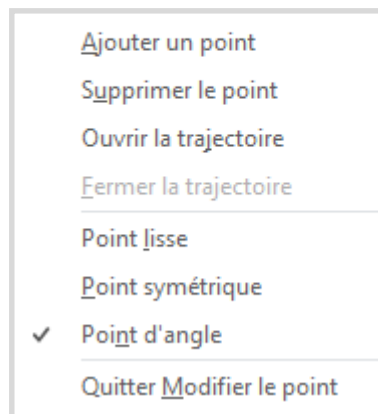 Ajouter un point
Supprimer le point
Ouvrir la trajectoire
Fermer la trajectoire
Point lisse
Point symétrique
Point d'angle
Quitter Modifier le point